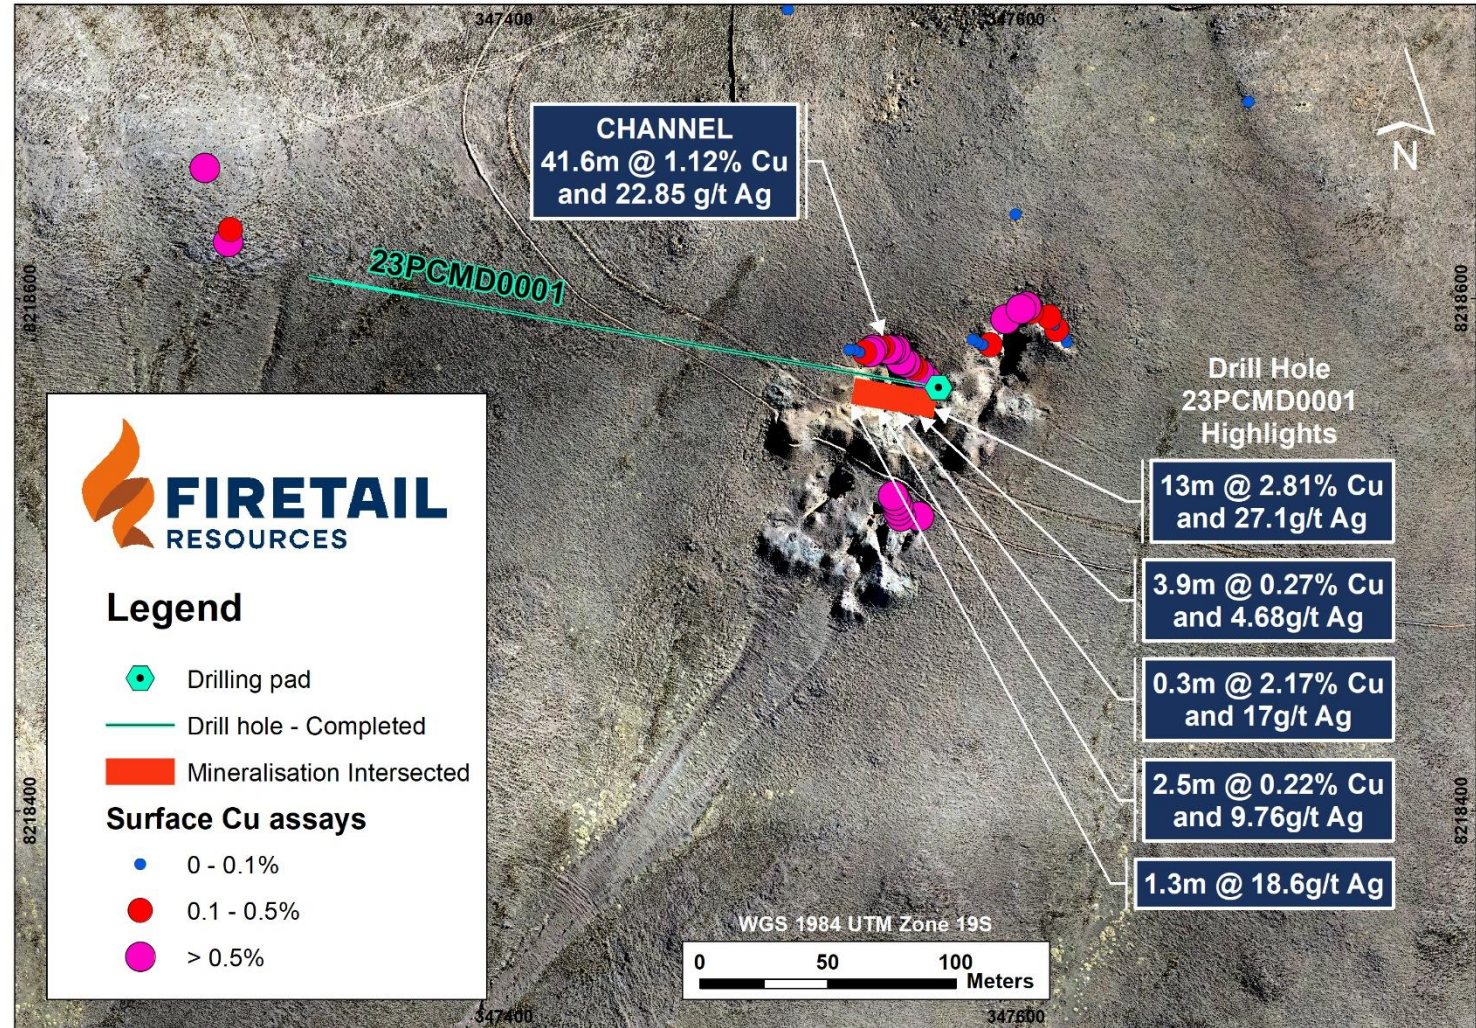 347400
347600
CHANNEL
41.6m @ 1.12% Cu
and 22.85 g/t Ag
N
8218600
8218600
23PCMD0001
Drill Hole
23PCMD0001
Highlights
13m @ 2.81% Cu
and 27.1g/t Ag
3.9m @ 0.27% Cu
and 4.68g/t Ag
0.3m @ 2.17% Cu
and 17g/t Ag
2.5m @ 0.22% Cu
and 9.76g/t Ag
1.3m @ 18.6g/t Ag
FIRETAIL
RESOURCES
Legend
Drilling pad
Drill hole - Completed
Mineralisation Intersected
Surface Cu assays
0 - 0.1%
0.1 - 0.5%
> 0.5%
8218400
8218400
WGS 1984 UTM Zone 19S
0 50 100
Meters
347400
347600